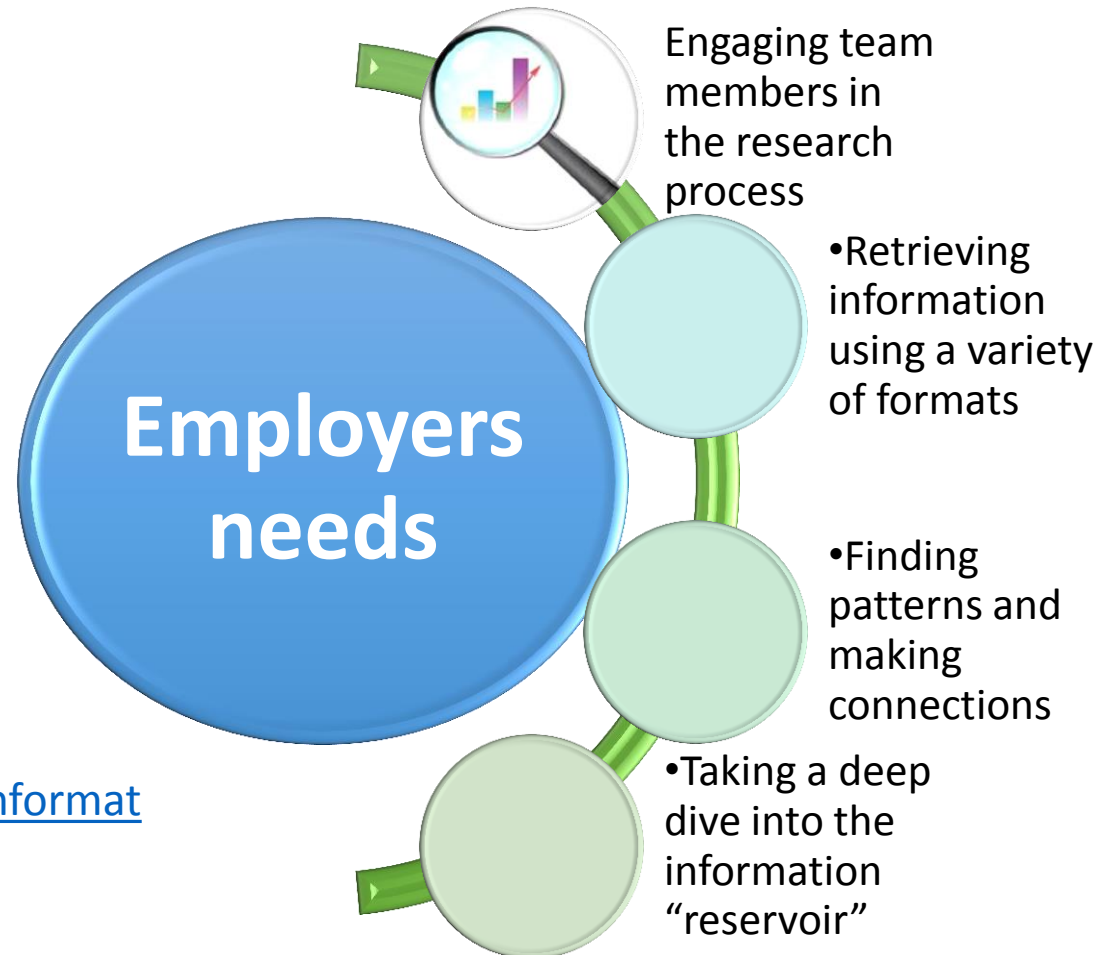 Engaging team
members in
the research
process
•Retrieving
information
using a variety
of formats
Employers
needs
•Finding
patterns and
making
connections
•Taking a deep
dive into the
information
“reservoir”
nformat